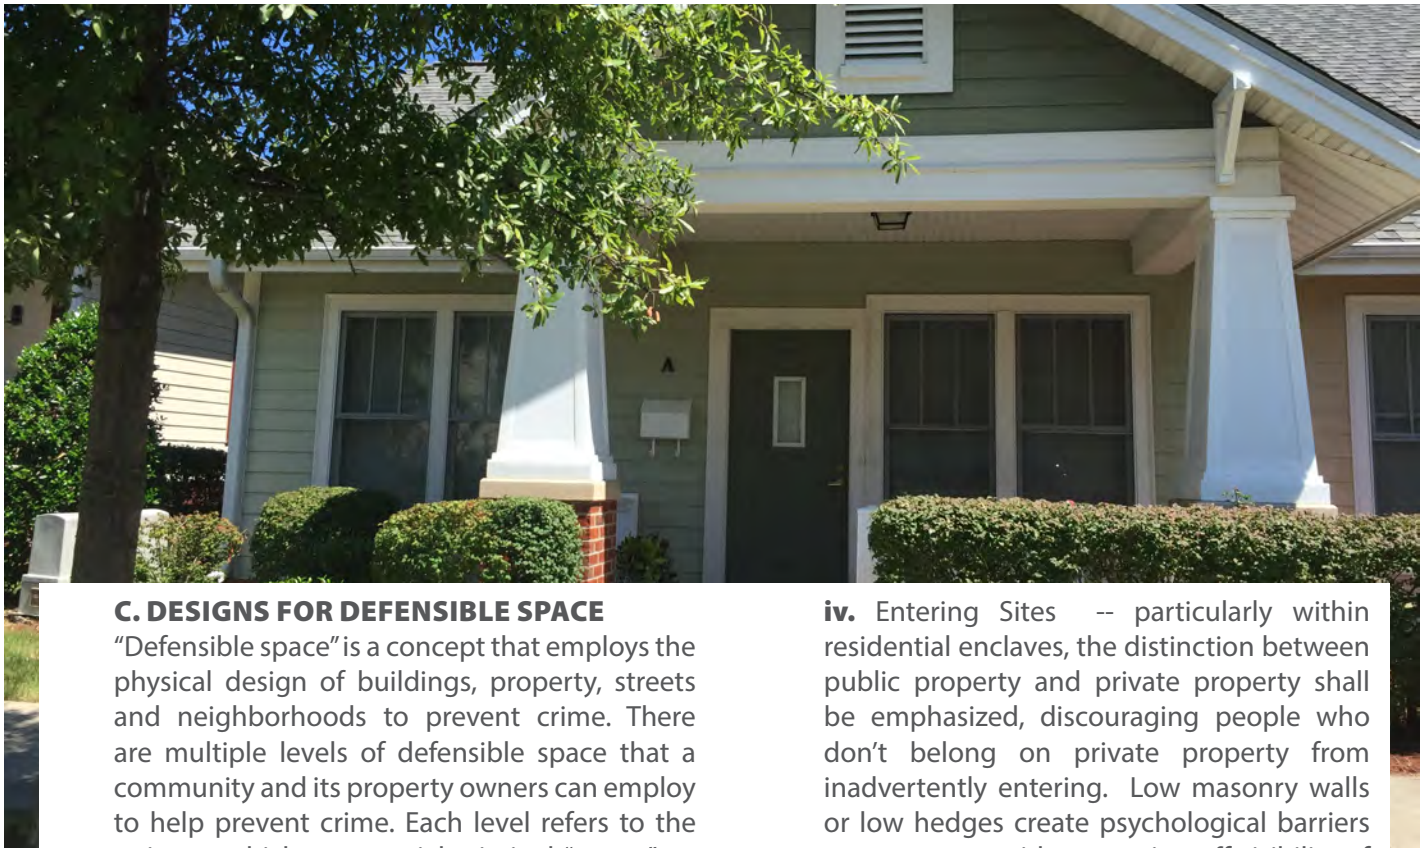 A
C. DESIGNS FOR DEFENSIBLE SPACE
“Defensible space” is a concept that employs the
physical design of buildings, property, streets
and neighborhoods to prevent crime. There
are multiple levels of defensible space that a
community and its property owners can employ
to help prevent crime. Each level refers to the
iv. Entering Sites -- particularly within
residential enclaves, the distinction between
public property and private property shall
be emphasized, discouraging people who
don’t belong on private property from
inadvertently entering. Low masonry walls
or low hedges create psychological barriers